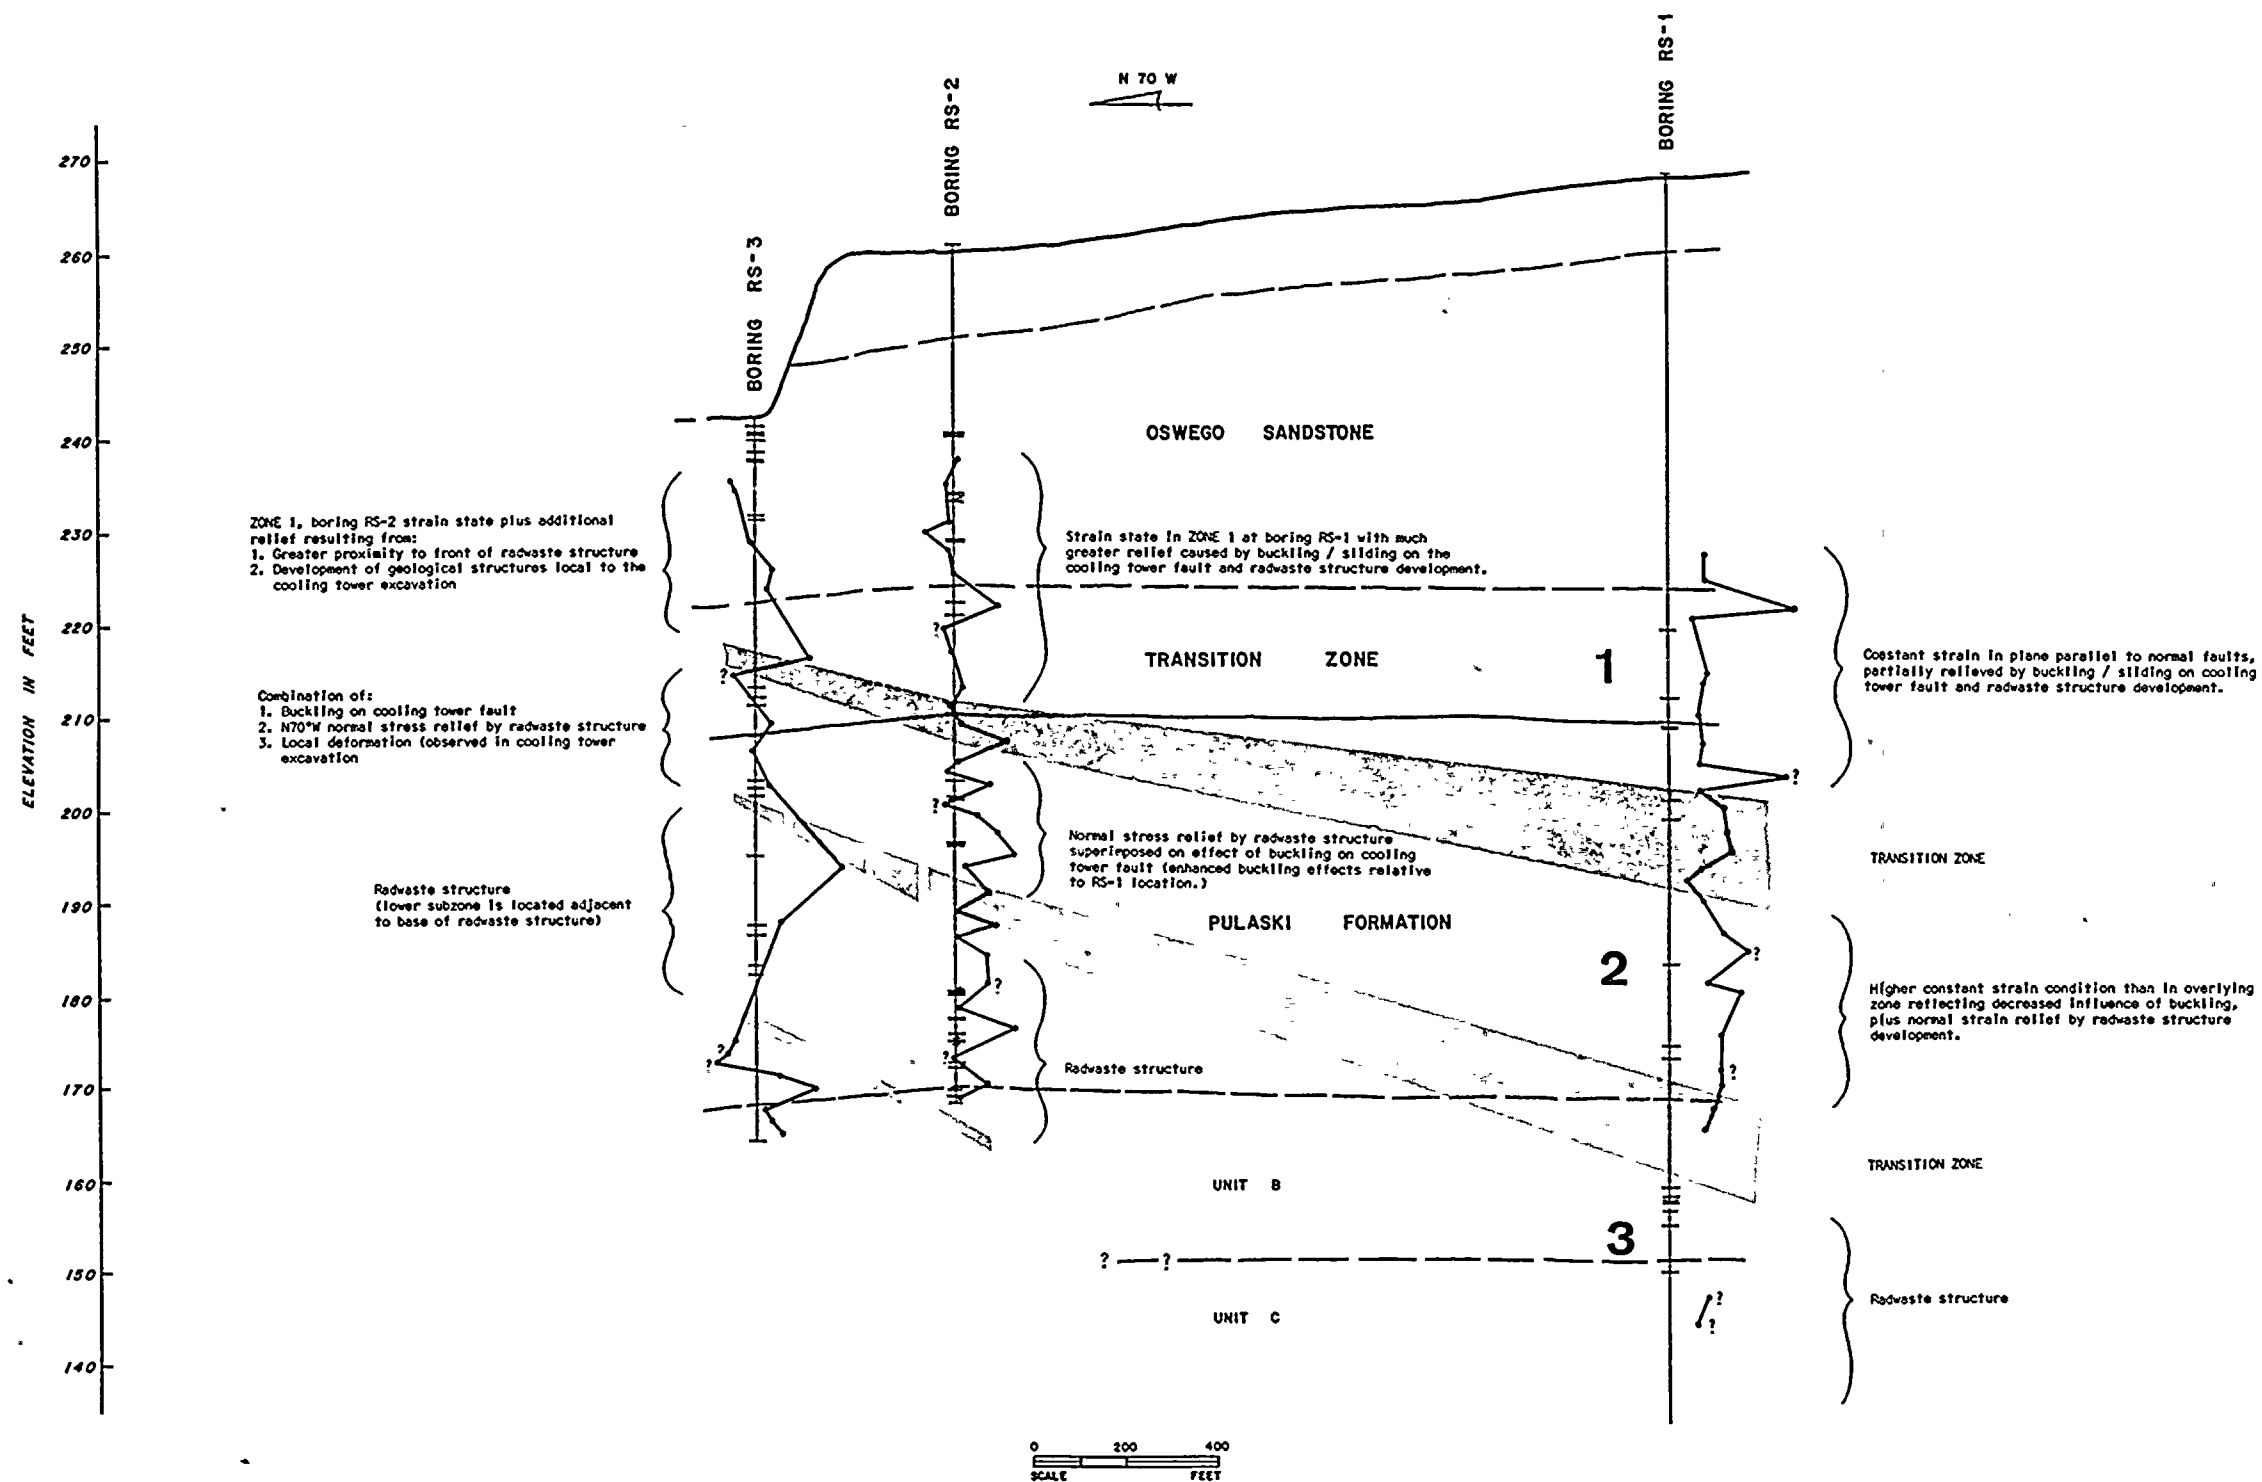 N 70 W
BORING RS-1
BORING RS-2
BORING RS-3
ELEVATION IN FEET
270
260
250
240
230
220
210
200
190
180
170
160
150
140
OSWEGO SANDSTONE
ZONE 1, boring RS-2 strain state plus additional
relief resulting from:
1. Greater proximity to front of radwaste structure
2. Development of geological structures local to the
cooling tower excavation
Strain state in ZONE 1 at boring RS-1 with much
greater relief caused by buckling / sliding on the
cooling tower fault and radwaste structure development.
?
TRANSITION ZONE
1
Constant strain in plane parallel to normal faults,
partially relieved by buckling / sliding on cooling
tower fault and radwaste structure development.
?
Combination of:
1. Buckling on cooling tower fault
2. N70°W normal stress relief by radwaste structure
3. Local deformation (observed in cooling tower
excavation
?
?
Normal stress relief by radwaste structure
superimposed on effect of buckling on cooling
tower fault (enhanced buckling effects relative
to RS-1 location.)
TRANSITION ZONE
Radwaste structure
(lower subzone is located adjacent
to base of radwaste structure)
PULASKI FORMATION
2
?
?
Higher constant strain condition than in overlying
zone reflecting decreased influence of buckling,
plus normal strain relief by radwaste structure
development.
?
?
?
Radwaste structure
?
TRANSITION ZONE
UNIT B
3
? ?
UNIT C
?
?
Radwaste structure
0 200 400
SCALE FEET